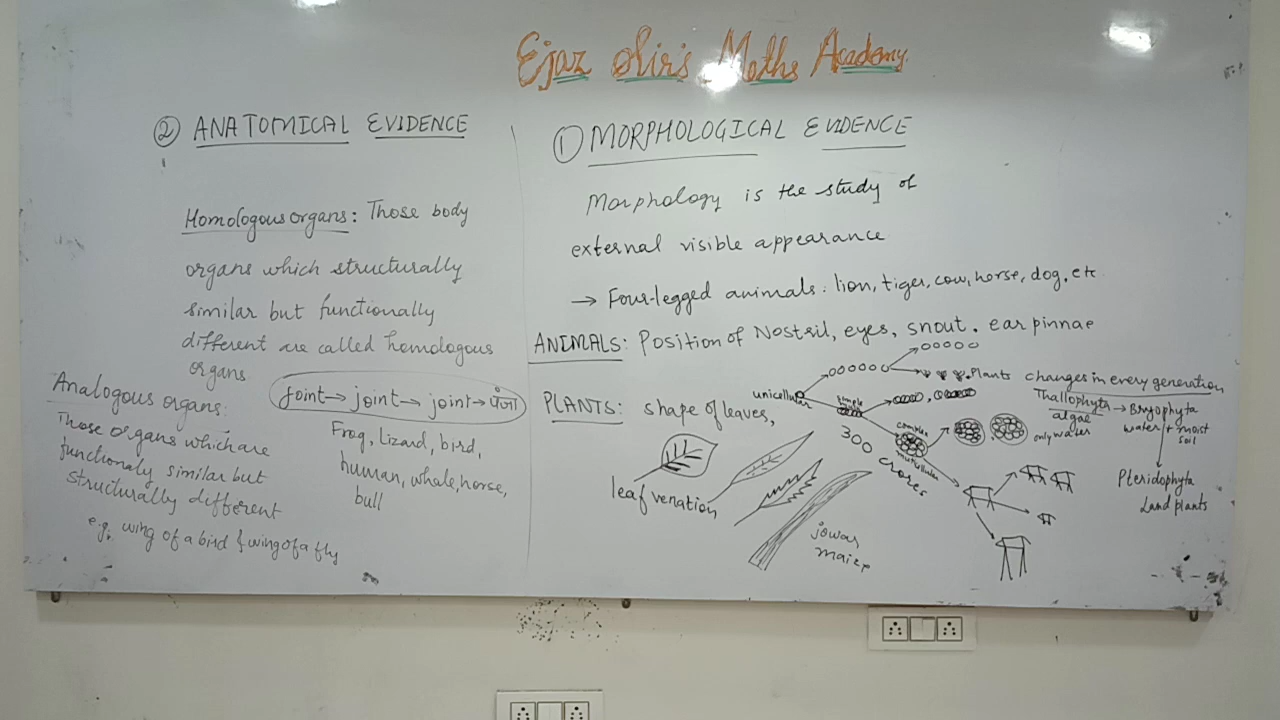 Ejaz Sir's Maths Academy.
② ANATOMICAL EVIDENCE
Homologous organs: Those body
organs which structurally
similar but functionally
different are called homologous
organs
joint → joint → joint → पंजा
Frog, Lizard, bird,
human, whale, horse,
bull
Analogous organs:
Those organs which are
functionaly similar but
structurally different
e.g. wing of a bird & wing of a fly
① MORPHOLOGICAL EVIDENCE
Morphology is the study of
external visible appearance
→ Four-legged animals: lion, tiger, cow, horse, dog, etc
ANIMALS: Position of Nostril, eyes, snout, ear pinnae
PLANTS: shape of leaves,
leaf venation
jowar
unicellular
simple
complex
multicellular
300 crores
Plants changes in every generation
Thallophyta → Bryophyta
algae
only water
water + moist
soil
Pteridophyta
Land plants